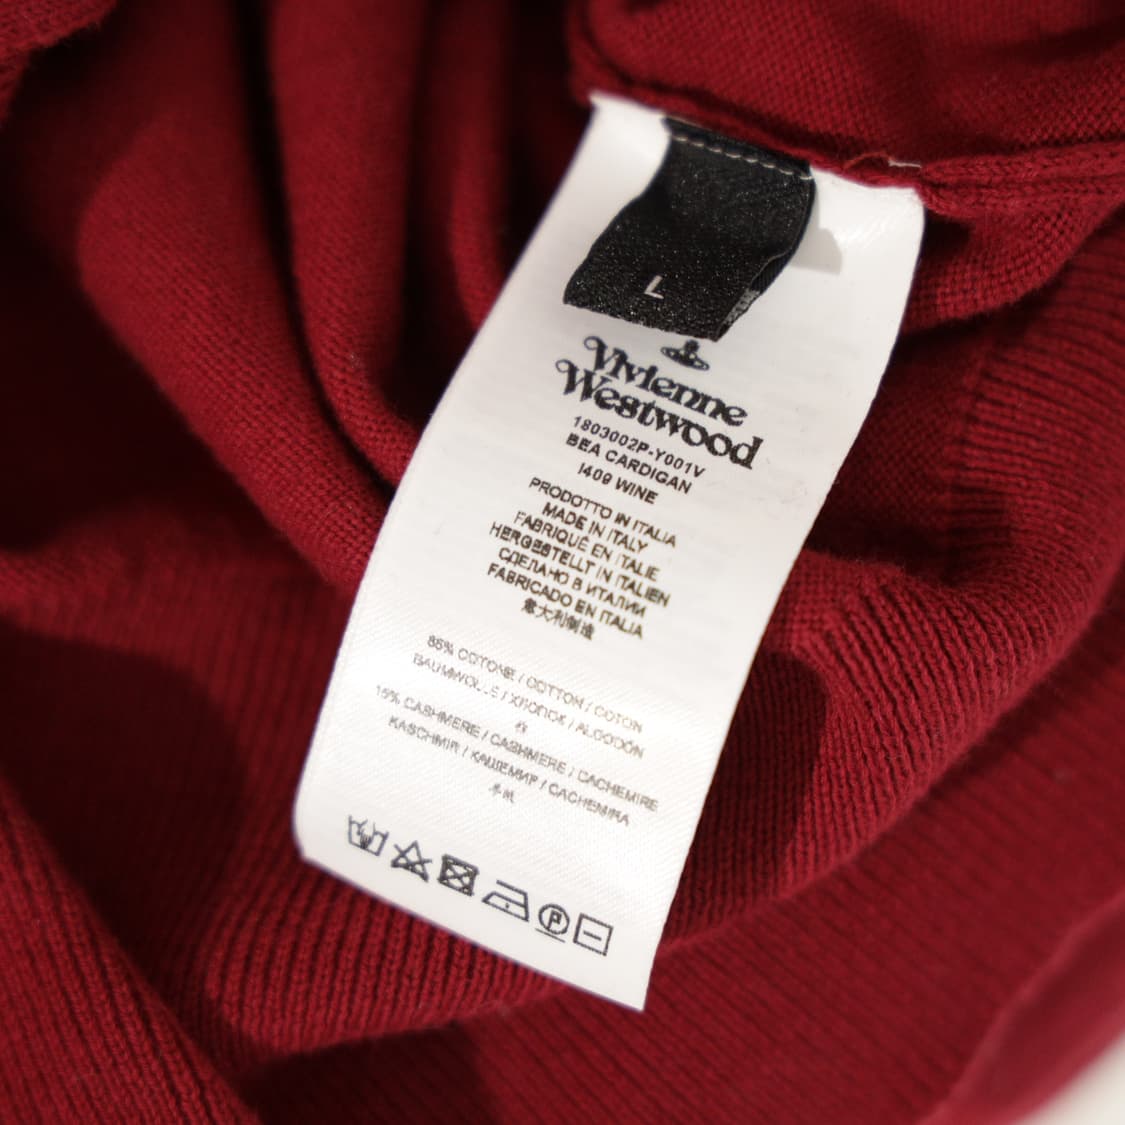 L
Vivienne
Westwood
1803002P-Y001V
BEA CARDIGAN
I409 WINE
PRODOTTO IN ITALIA
MADE IN ITALY
FABRIQUÉ EN ITALIE
HERGESTELLT IN ITALIEN
СДЕЛАНО В ИТАЛИИ
FABRICADO EN ITALIA
意大利制造
85% COTONE / COTTON / COTON
BAUMWOLLE / ХЛОПОК / ALGODÓN
棉
15% CASHMERE / CASHMERE / CACHEMIRE
KASCHMIR / КАШЕМИР / CACHEMIRA
羊绒
P